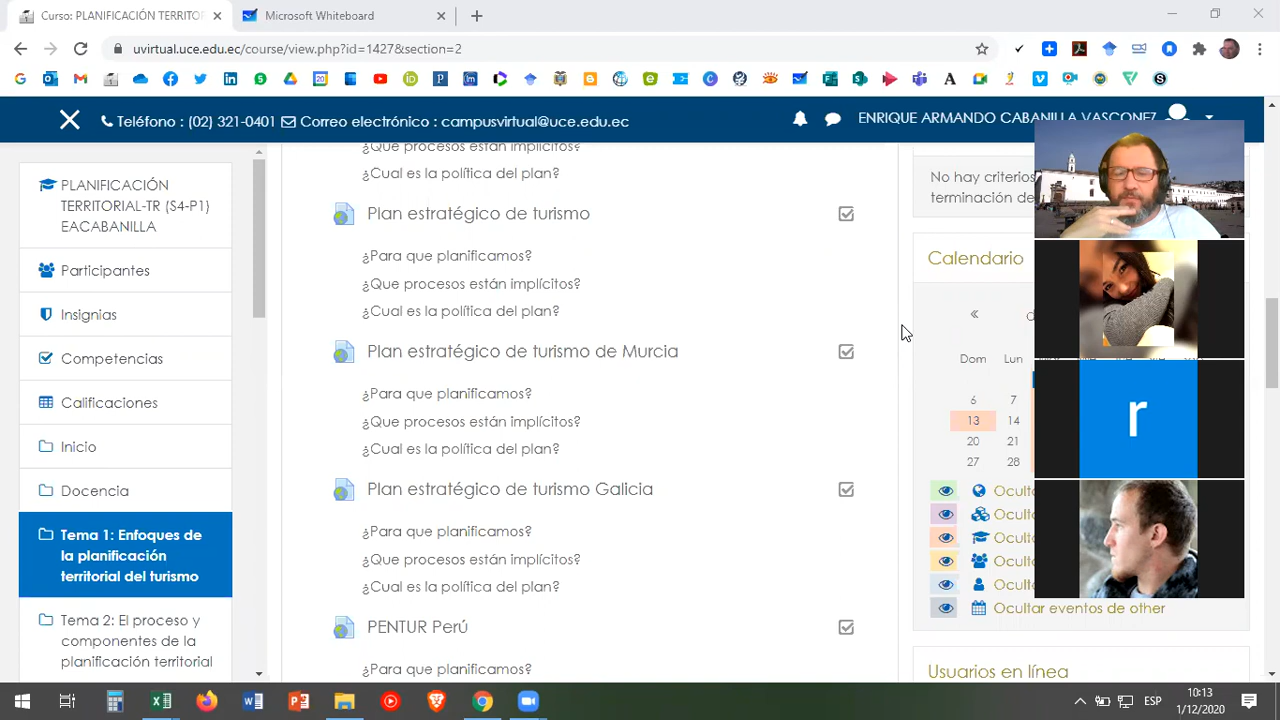 Curso: PLANIFICACIÓN TERRITOR
Microsoft Whiteboard
uvirtual.uce.edu.ec/course/view.php?id=1427&section=2
Teléfono : (02) 321-0401 Correo electrónico : campusvirtual@uce.edu.ec
ENRIQUE ARMANDO CABANILLA VASCONEZ
PLANIFICACIÓN
TERRITORIAL-TR (S4-P1)
EACABANILLA
Participantes
Insignias
Competencias
Calificaciones
Inicio
Docencia
Tema 1: Enfoques de
la planificación
territorial del turismo
Tema 2: El proceso y
componentes de la
planificación territorial
¿Que procesos están implícitos?
¿Cual es la política del plan?
Plan estratégico de turismo
¿Para que planificamos?
¿Que procesos están implícitos?
¿Cual es la política del plan?
Plan estratégico de turismo de Murcia
¿Para que planificamos?
¿Que procesos están implícitos?
¿Cual es la política del plan?
Plan estratégico de turismo Galicia
¿Para que planificamos?
¿Que procesos están implícitos?
¿Cual es la política del plan?
PENTUR Perú
¿Para que planificamos?
No hay criterios
terminación de
Calendario
«
d
Dom Lun
6 7
13 14
20 21
27 28
Ocult
Ocult
Ocult
Ocult
Ocult
Ocultar eventos de other
Usuarios en línea
r
ESP
10:13
1/12/2020